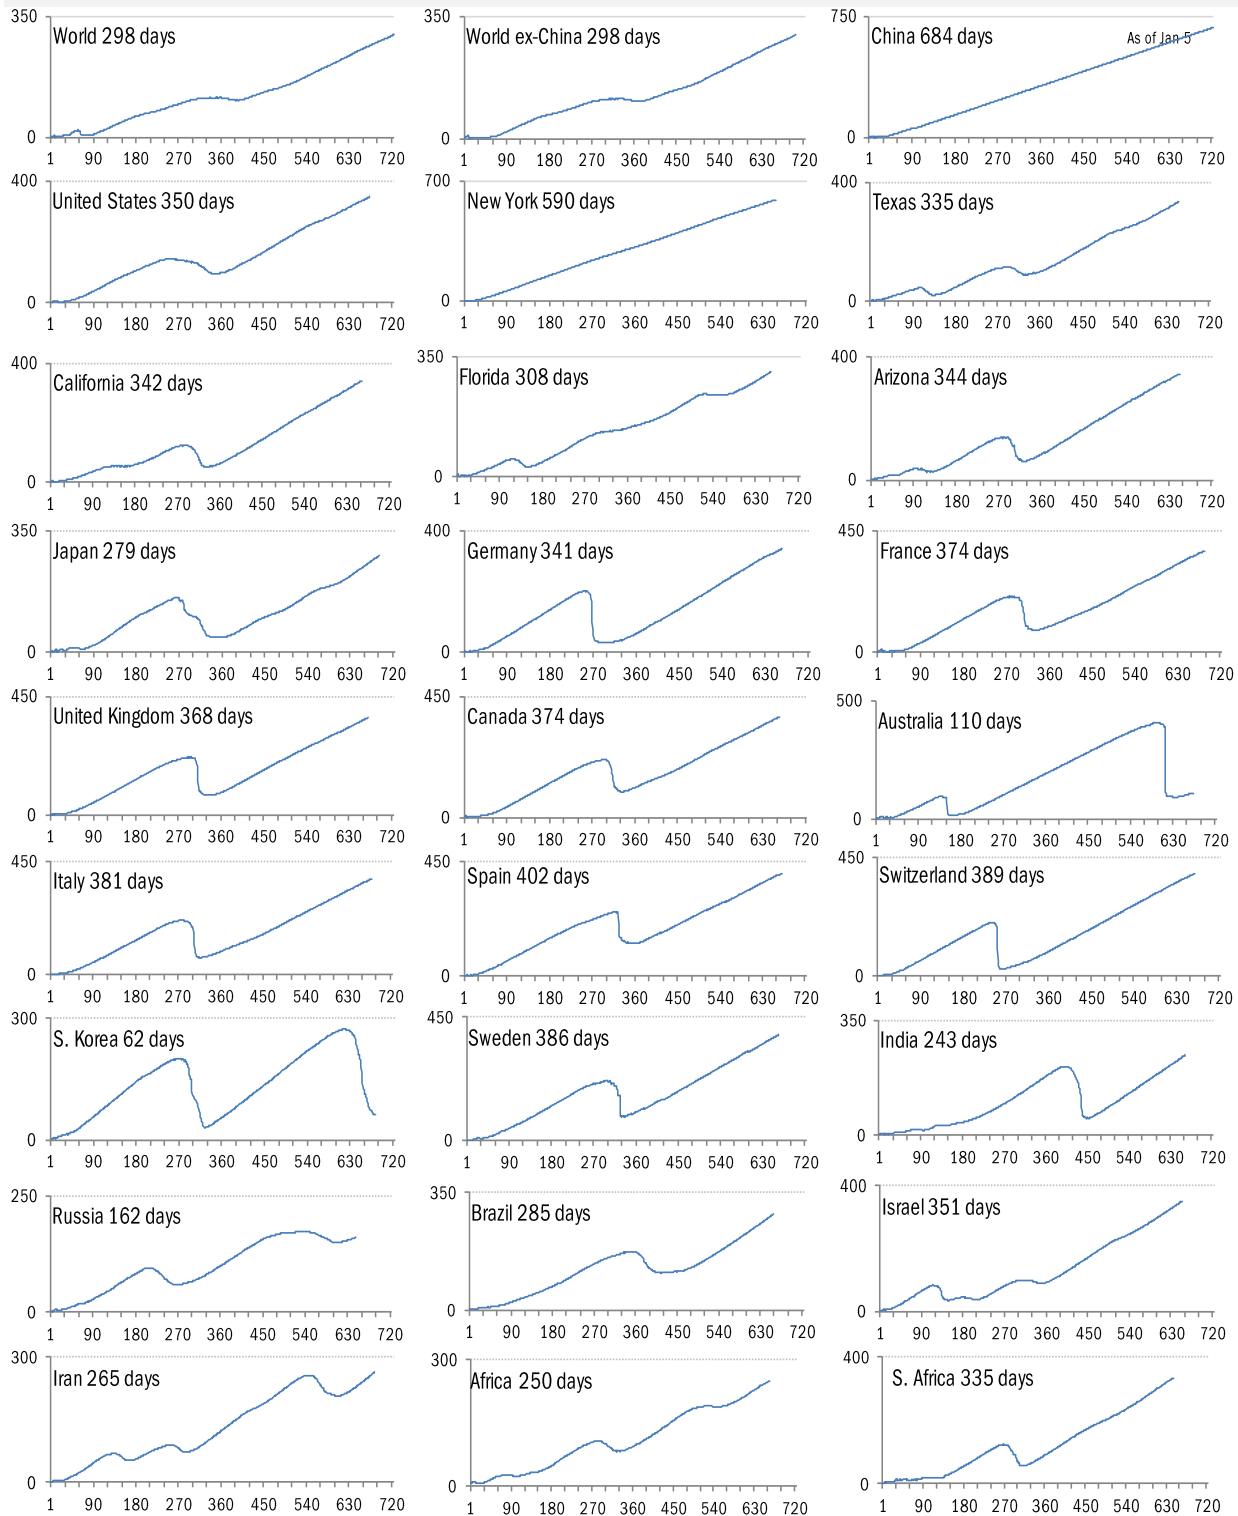 350 350 750
World 298 days World ex-China 298 days China 684 days As of Jan 5
0 0 0
1 90 180 270 360 450 540 630 720 1 90 180 270 360 450 540 630 720 1 90 180 270 360 450 540 630 720
400 700 400
United States 350 days New York 590 days Texas 335 days
0 0 0
1 90 180 270 360 450 540 630 720 1 90 180 270 360 450 540 630 720 1 90 180 270 360 450 540 630 720
400 350 400
California 342 days Florida 308 days Arizona 344 days
0 0 0
1 90 180 270 360 450 540 630 720 1 90 180 270 360 450 540 630 720 1 90 180 270 360 450 540 630 720
350 400 450
Japan 279 days Germany 341 days France 374 days
0 0 0
1 90 180 270 360 450 540 630 720 1 90 180 270 360 450 540 630 720 1 90 180 270 360 450 540 630 720
450 450 500
United Kingdom 368 days Canada 374 days Australia 110 days
0 0 0
1 90 180 270 360 450 540 630 720 1 90 180 270 360 450 540 630 720 1 90 180 270 360 450 540 630 720
450 450 450
Italy 381 days Spain 402 days Switzerland 389 days
0 0 0
1 90 180 270 360 450 540 630 720 1 90 180 270 360 450 540 630 720 1 90 180 270 360 450 540 630 720
300 450 350
S. Korea 62 days Sweden 386 days India 243 days
0 0 0
1 90 180 270 360 450 540 630 720 1 90 180 270 360 450 540 630 720 1 90 180 270 360 450 540 630 720
250 350 400
Russia 162 days Brazil 285 days Israel 351 days
0 0 0
1 90 180 270 360 450 540 630 720 1 90 180 270 360 450 540 630 720 1 90 180 270 360 450 540 630 720
300 300 400
Iran 265 days Africa 250 days S. Africa 335 days
0 0 0
1 90 180 270 360 450 540 630 720 1 90 180 270 360 450 540 630 720 1 90 180 270 360 450 540 630 720